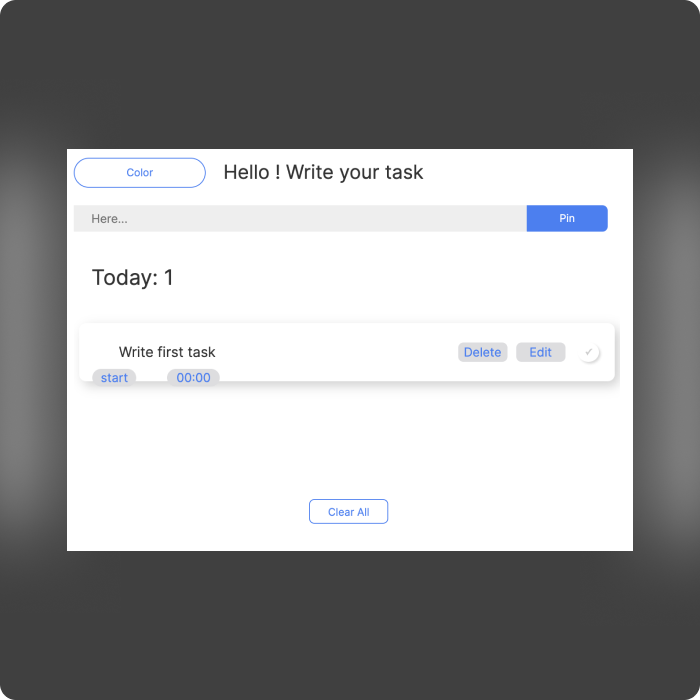 Color
Hello ! Write your task
Here...
Pin
Today: 1
Write first task
Delete
Edit
✓
start
00:00
Clear All